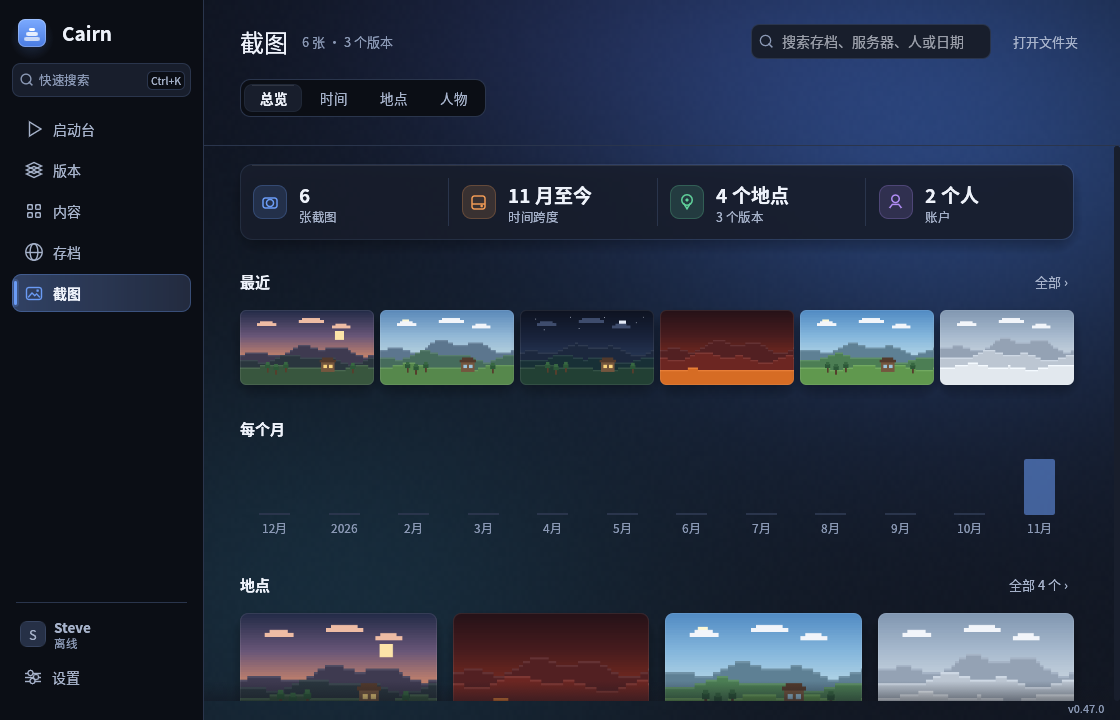 Cairn
快速搜索
Ctrl+K
启动台
版本
内容
存档
截图
S
Steve
离线
设置
截图
6 张 • 3 个版本
搜索存档、服务器、人或日期
打开文件夹
总览
时间
地点
人物
6
张截图
11 月至今
时间跨度
4 个地点
3 个版本
2 个人
账户
最近
全部 ›
每个月
12月
2026
2月
3月
4月
5月
6月
7月
8月
9月
10月
11月
地点
全部 4 个 ›
v0.47.0